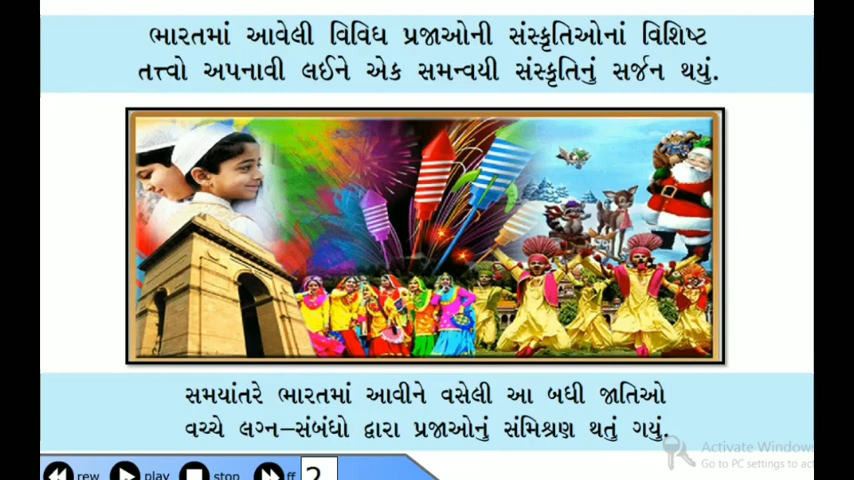 ભારતમાં આવેલી વિવિધ પ્રજાઓની સંસ્કૃતિઓનાં વિશિષ્ટ
તત્ત્વો અપનાવી લઈને એક સમન્વયી સંસ્કૃતિનું સર્જન થયું.
સમયાંતરે ભારતમાં આવીને વસેલી આ બધી જાતિઓ
વચ્ચે લગ્ન–સંબંધો દ્વારા પ્રજાઓનું સંમિશ્રણ થતું ગયું.
Activate Window
Go to PC settings to act
rew play stop ff 2